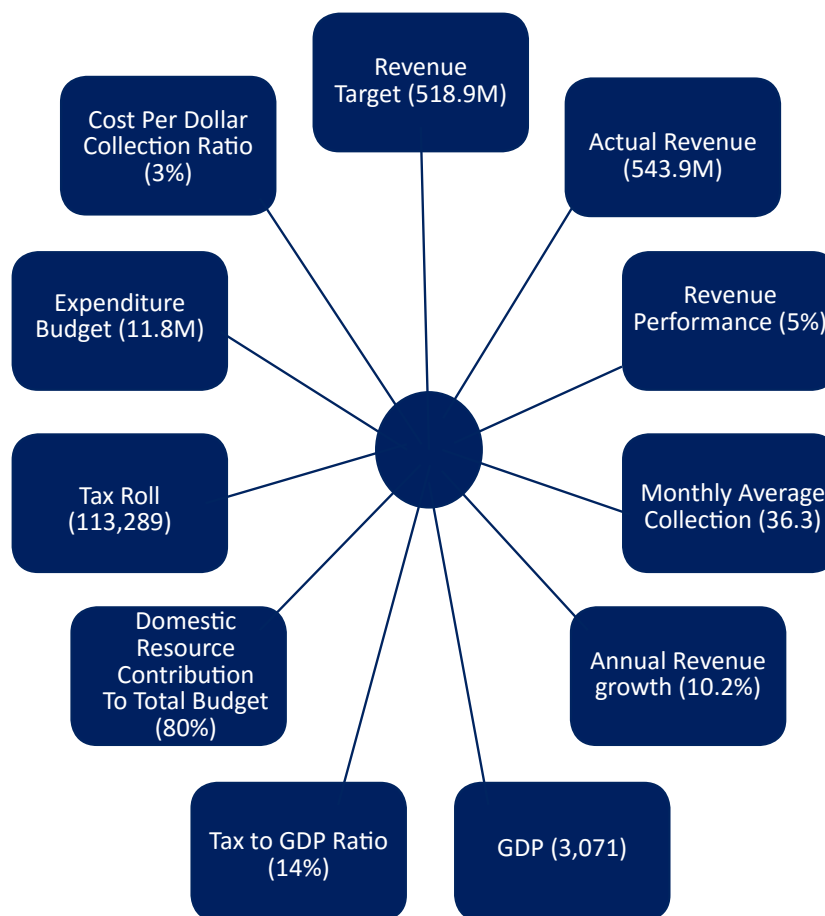 Revenue
Target (518.9M)
Actual Revenue
(543.9M)
Revenue
Performance (5%)
Monthly Average
Collection (36.3)
Annual Revenue
growth (10.2%)
GDP (3,071)
Tax to GDP Ratio
(14%)
Domestic
Resource
Contribution
To Total Budget
(80%)
Tax Roll
(113,289)
Expenditure
Budget (11.8M)
Cost Per Dollar
Collection Ratio
(3%)